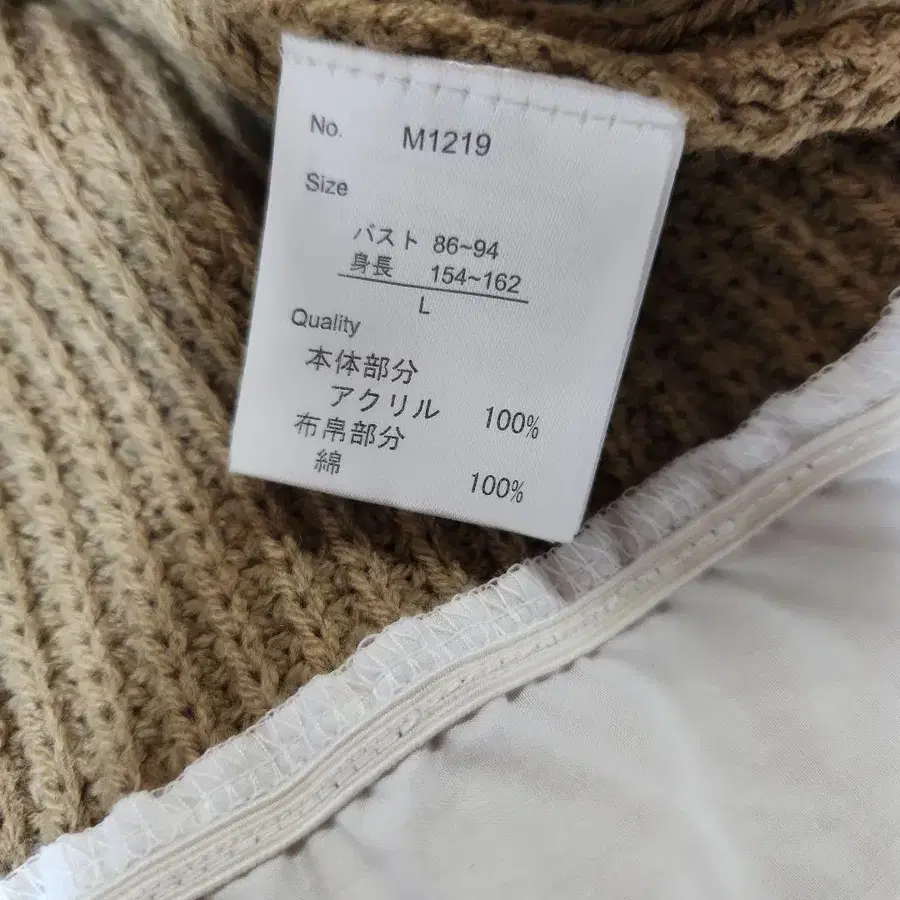 No. M1219
Size
バスト 86~94
身長 154~162
L
Quality
本体部分
アクリル 100%
布帛部分
綿 100%